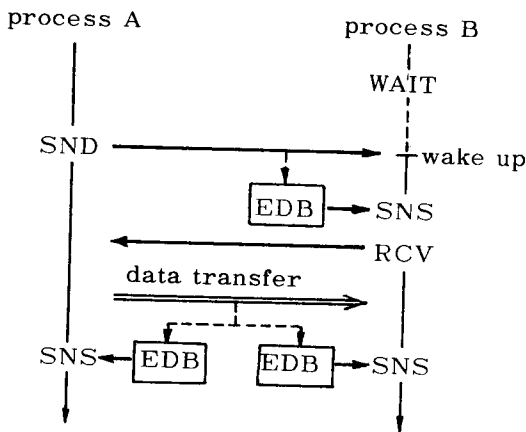 process A
process B
WAIT
SND
wake up
EDB
SNS
RCV
data transfer
SNS
EDB
EDB
SNS